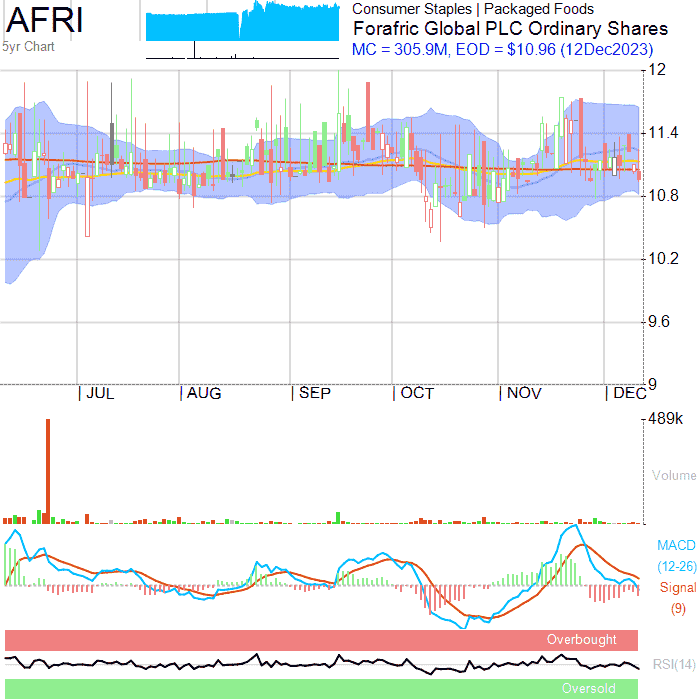 AFRI
5yr Chart
Consumer Staples | Packaged Foods
Forafric Global PLC Ordinary Shares
MC = 305.9M, EOD = $10.96 (12Dec2023)
12
11.4
10.8
10.2
9.6
9
| JUL | AUG | SEP | OCT | NOV | DEC
489k
Volume
MACD
(12-26)
Signal
(9)
Overbought
RSI(14)
Oversold